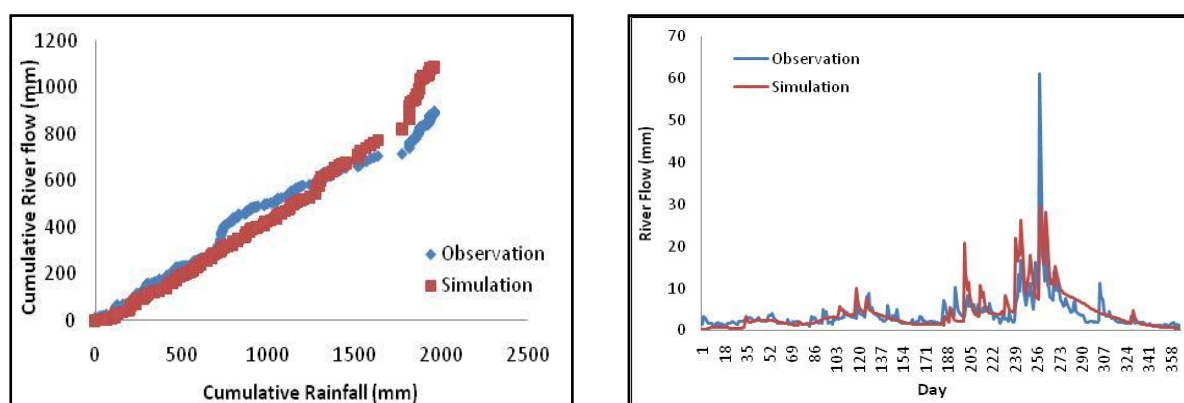 1200
1000
800
600
400
200
0
Cumulative River flow (mm)
Observation
Simulation
0 500 1000 1500 2000 2500
Cumulative Rainfall (mm)
70
60
50
40
30
20
10
0
River Flow (mm)
Observation
Simulation
1 18 35 52 69 86 103 120 137 154 171 188 205 222 239 256 273 290 307 324 341 358
Day